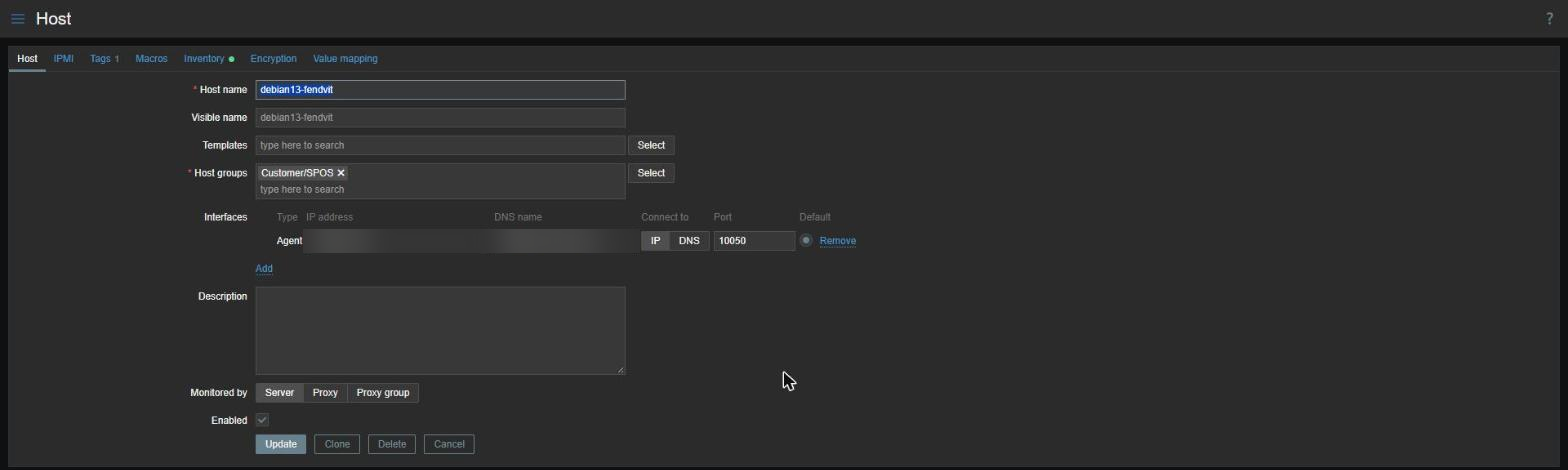 Host
?
Host IPMI Tags 1 Macros Inventory Encryption Value mapping
* Host name debian13-fendvit
Visible name debian13-fendvit
Templates type here to search Select
* Host groups Customer/SPOS Select
type here to search
Interfaces Type IP address DNS name Connect to Port Default
Agent IP DNS 10050 Remove
Add
Description
Monitored by Server Proxy Proxy group
Enabled
Update Clone Delete Cancel